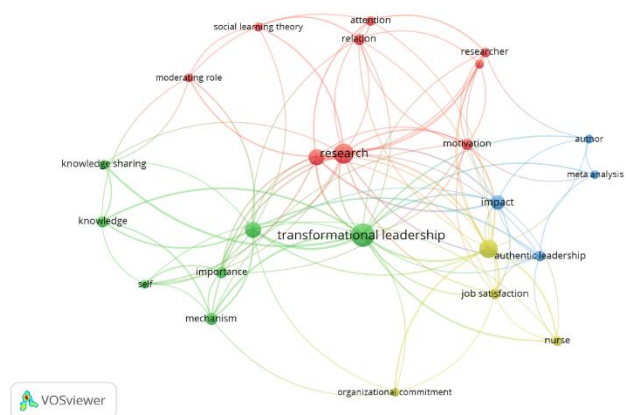 attention
social learning theory
relation
researcher
moderating role
author
motivation
research
knowledge sharing
meta analysis
impact
knowledge
transformational leadership
authentic leadership
importance
self
job satisfaction
mechanism
nurse
organizational commitment
VOSviewer